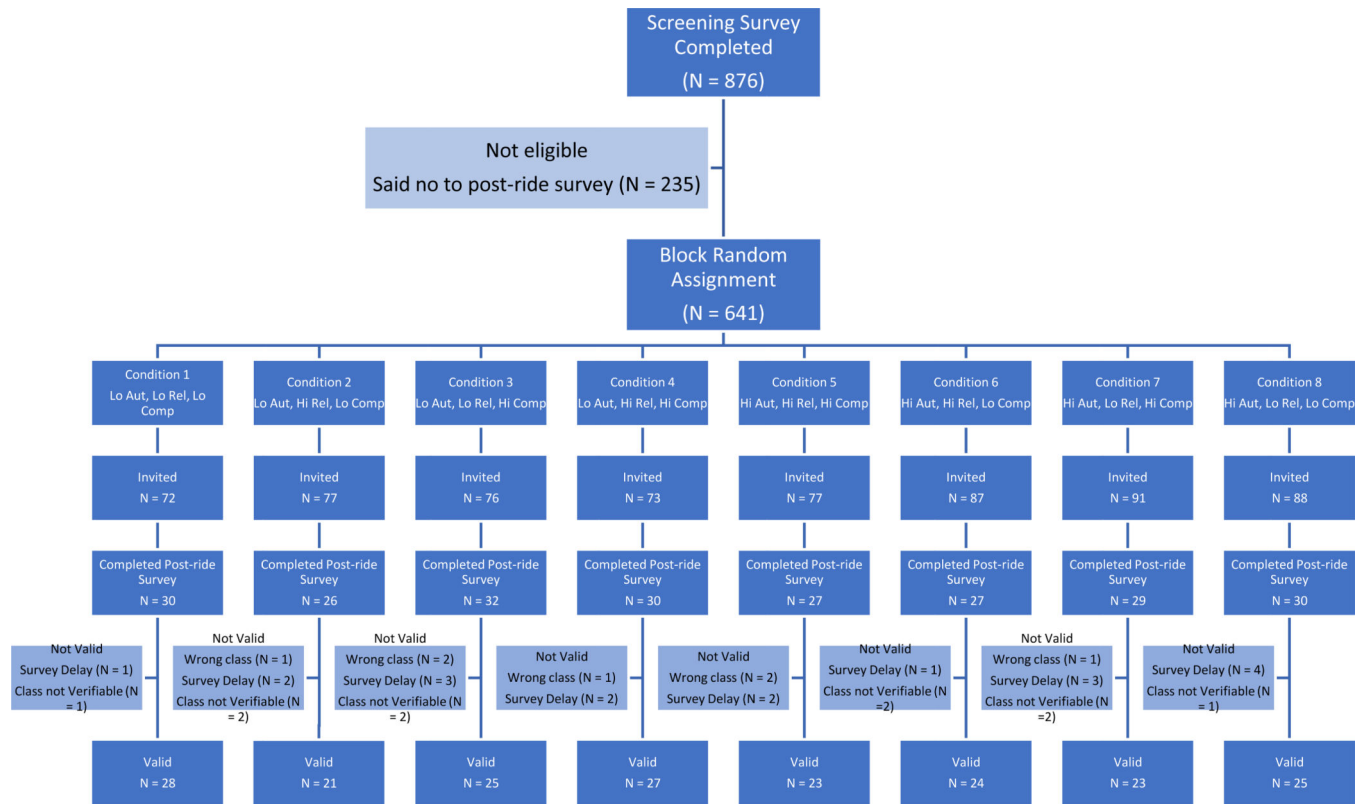 Screening Survey
Completed
(N = 876)
Not eligible
Said no to post-ride survey (N = 235)
Block Random
Assignment
(N = 641)
Condition 1
Lo Aut, Lo Rel, Lo
Comp
Condition 2
Lo Aut, Hi Rel, Lo Comp
Condition 3
Lo Aut, Lo Rel, Hi Comp
Condition 4
Lo Aut, Hi Rel, Hi Comp
Condition 5
Hi Aut, Hi Rel, Hi Comp
Condition 6
Hi Aut, Hi Rel, Lo Comp
Condition 7
Hi Aut, Lo Rel, Hi Comp
Condition 8
Hi Aut, Lo Rel, Lo Comp
Invited
N = 72
Invited
N = 77
Invited
N = 76
Invited
N = 73
Invited
N = 77
Invited
N = 87
Invited
N = 91
Invited
N = 88
Completed Post-ride
Survey
N = 30
Completed Post-ride
Survey
N = 26
Completed Post-ride
Survey
N = 32
Completed Post-ride
Survey
N = 30
Completed Post-ride
Survey
N = 27
Completed Post-ride
Survey
N = 27
Completed Post-ride
Survey
N = 29
Completed Post-ride
Survey
N = 30
Not Valid
Survey Delay (N = 1)
Class not Verifiable (N
= 1)
Not Valid
Wrong class (N = 1)
Survey Delay (N = 2)
Class not Verifiable (N
= 2)
Not Valid
Wrong class (N = 2)
Survey Delay (N = 3)
Class not Verifiable (N
= 2)
Not Valid
Wrong class (N = 1)
Survey Delay (N = 2)
Not Valid
Wrong class (N = 2)
Survey Delay (N = 2)
Not Valid
Survey Delay (N = 1)
Class not Verifiable (N
=2)
Not Valid
Wrong class (N = 1)
Survey Delay (N = 3)
Class not Verifiable (N
=2)
Not Valid
Survey Delay (N = 4)
Class not Verifiable (N
= 1)
Valid
N = 28
Valid
N = 21
Valid
N = 25
Valid
N = 27
Valid
N = 23
Valid
N = 24
Valid
N = 23
Valid
N = 25